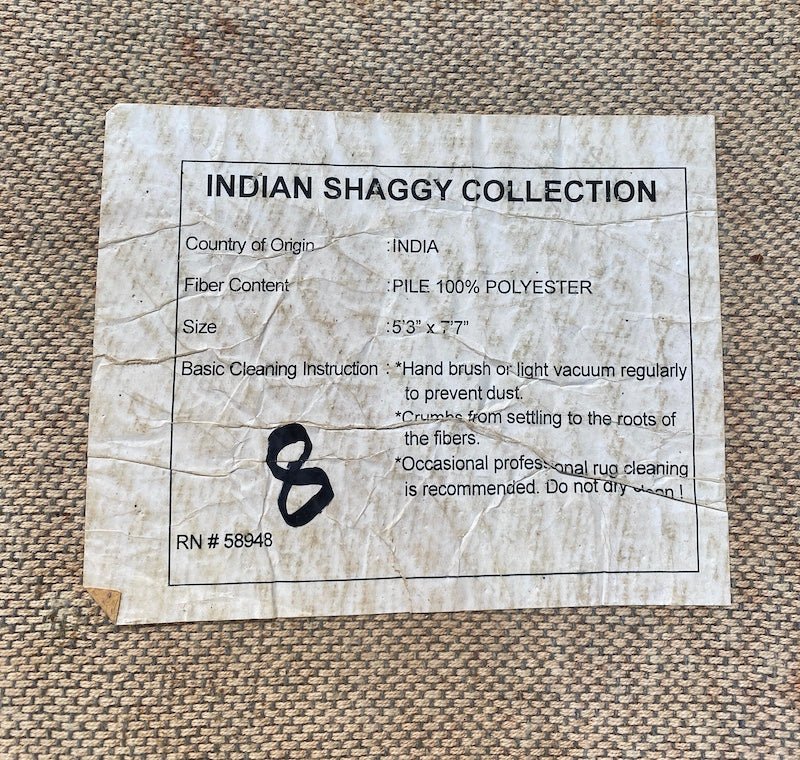 INDIAN SHAGGY COLLECTION
Country of Origin :INDIA
Fiber Content :PILE 100% POLYESTER
Size :5'3" x 7'7"
Basic Cleaning Instruction : *Hand brush or light vacuum regularly
to prevent dust.
*Crumbs from settling to the roots of
the fibers.
*Occasional professional rug cleaning
is recommended. Do not dry clean !
8
RN # 58948